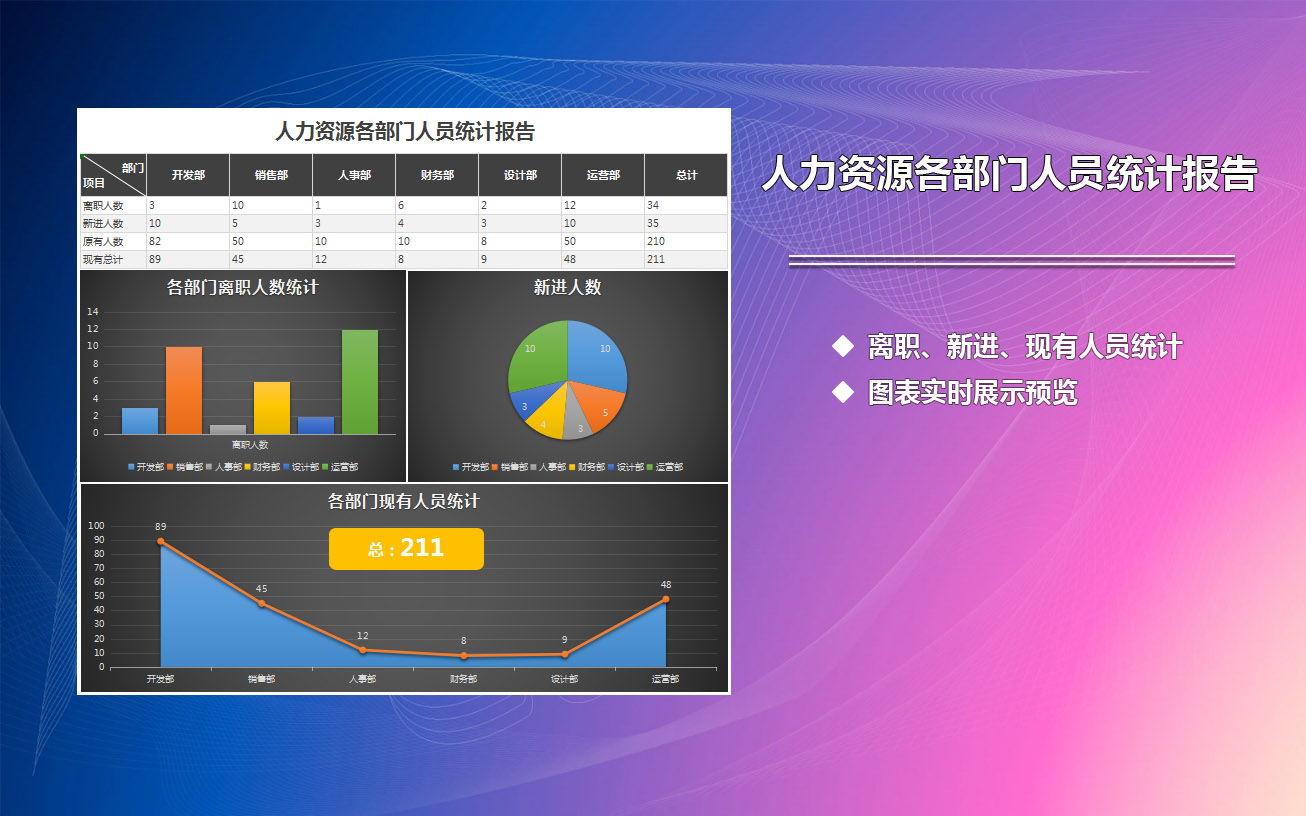 人力资源各部门人员统计报告
部门
项目 开发部 销售部 人事部 财务部 设计部 运营部 总计
离职人数 3 10 1 6 2 12 34
新进人数 10 5 3 4 3 10 35
原有人数 82 50 10 10 8 50 210
现有总计 89 45 12 8 9 48 211
各部门离职人数统计
14
12
10
8
6
4
2
0
离职人数
开发部 销售部 人事部 财务部 设计部 运营部
新进人数
10 10
3 5
4 3
开发部 销售部 人事部 财务部 设计部 运营部
各部门现有人员统计
总：211
100
90
80
70
60
50
40
30
20
10
0
89 45 12 8 9 48
开发部 销售部 人事部 财务部 设计部 运营部
人力资源各部门人员统计报告
◆ 离职、新进、现有人员统计
◆ 图表实时展示预览